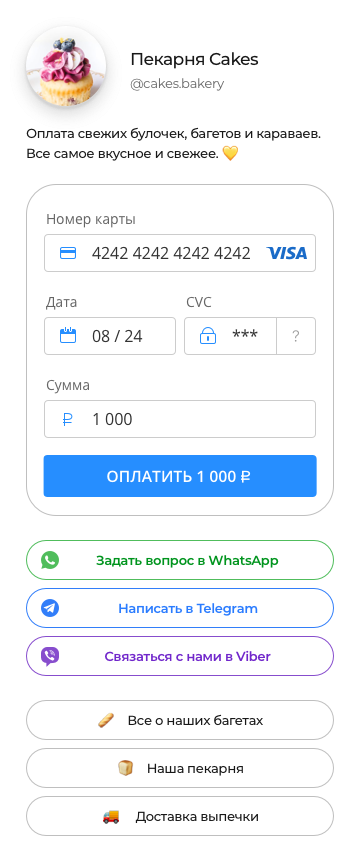 Пекарня Cakes
@cakes.bakery
Оплата свежих булочек, багетов и караваев.
Все самое вкусное и свежее. 💛
Номер карты
4242 4242 4242 4242 VISA
Дата CVC
08 / 24 *** ?
Сумма
₽ 1 000
ОПЛАТИТЬ 1 000 ₽
Задать вопрос в WhatsApp
Написать в Telegram
Связаться с нами в Viber
🥖 Все о наших багетах
🍞 Наша пекарня
🚚 Доставка выпечки